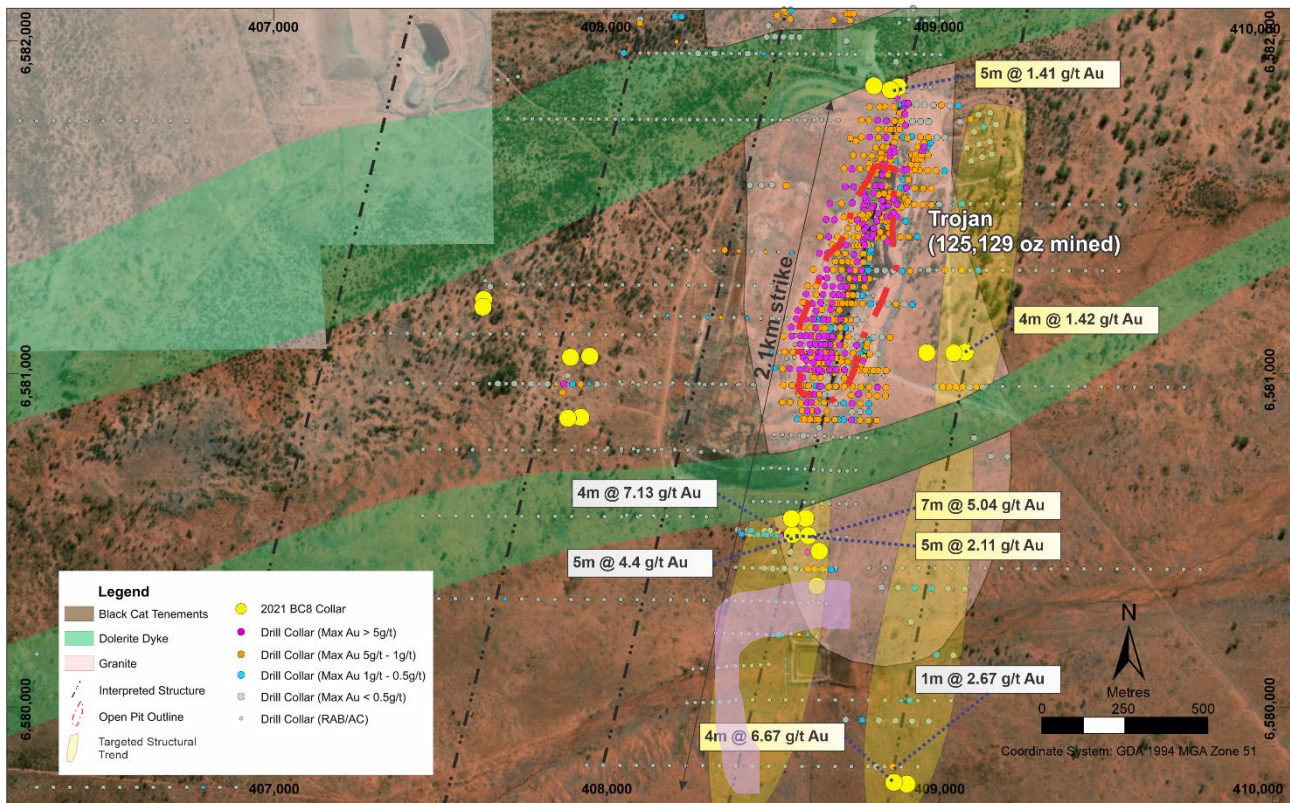 407,000
408,000
409,000
410,000
6,582,000
6,582,000
5m @ 1.41 g/t Au
Trojan
(125,129 oz mined)
2.1km strike
4m @ 1.42 g/t Au
6,581,000
6,581,000
4m @ 7.13 g/t Au
7m @ 5.04 g/t Au
5m @ 4.4 g/t Au
5m @ 2.11 g/t Au
Legend
Black Cat Tenements
Dolerite Dyke
Granite
Interpreted Structure
Open Pit Outline
Targeted Structural
Trend
2021 BC8 Collar
Drill Collar (Max Au > 5g/t)
Drill Collar (Max Au 5g/t - 1g/t)
Drill Collar (Max Au 1g/t - 0.5g/t)
Drill Collar (Max Au < 0.5g/t)
Drill Collar (RAB/AC)
1m @ 2.67 g/t Au
4m @ 6.67 g/t Au
N
Metres
0 250 500
Coordinate System: GDA 1994 MGA Zone 51
6,580,000
6,580,000
407,000
408,000
409,000
410,000